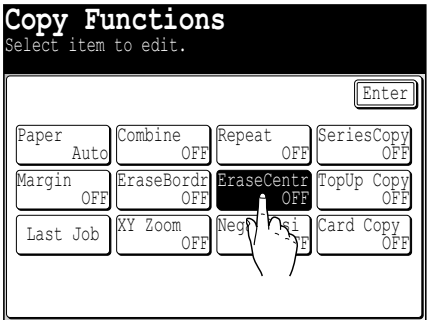 Copy Functions
Select item to edit.
Enter
Paper Combine Repeat SeriesCopy
Auto OFF OFF OFF
Margin EraseBordr EraseCentr TopUp Copy
OFF OFF OFF OFF
Last Job XY Zoom Card Copy
OFF OFF